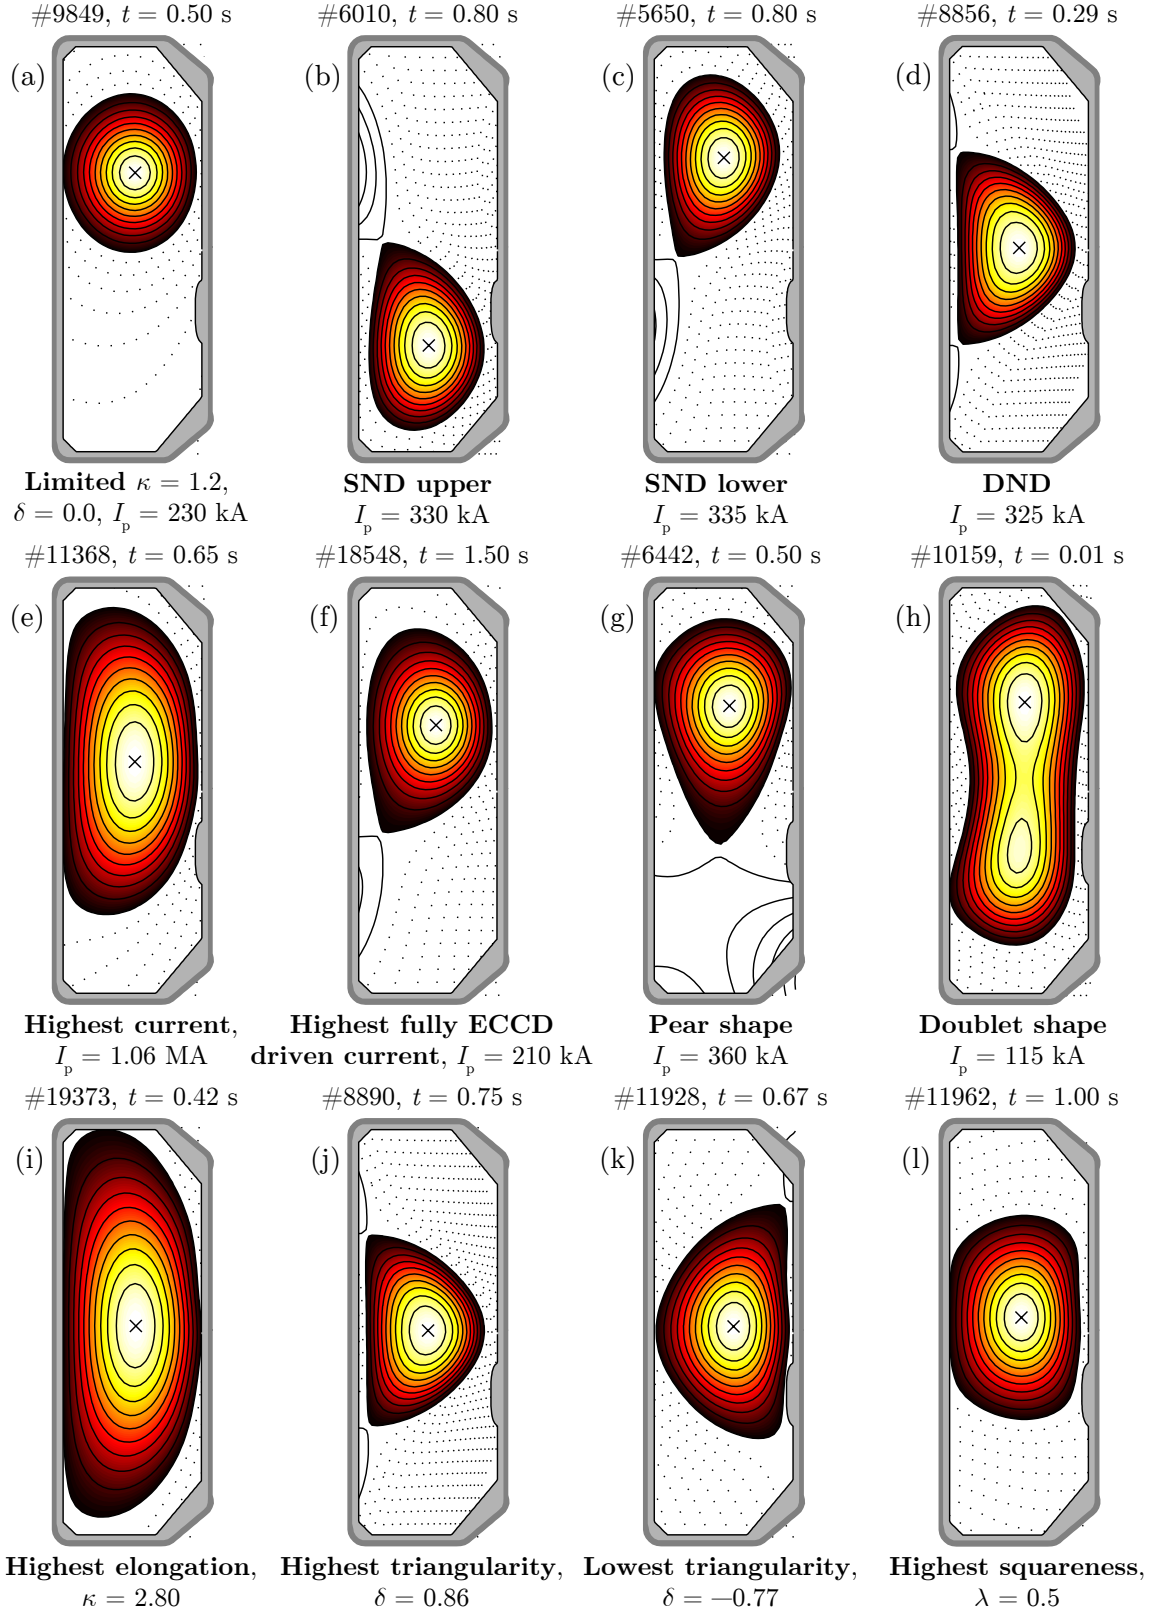 #9849, t = 0.50 s
#6010, t = 0.80 s
#5650, t = 0.80 s
#8856, t = 0.29 s
(a)
(b)
(c)
(d)
Limited κ = 1.2,
δ = 0.0, Ip = 230 kA
SND upper
Ip = 330 kA
SND lower
Ip = 335 kA
DND
Ip = 325 kA
#11368, t = 0.65 s
#18548, t = 1.50 s
#6442, t = 0.50 s
#10159, t = 0.01 s
(e)
(f)
(g)
(h)
Highest current,
Ip = 1.06 MA
Highest fully ECCD
driven current, Ip = 210 kA
Pear shape
Ip = 360 kA
Doublet shape
Ip = 115 kA
#19373, t = 0.42 s
#8890, t = 0.75 s
#11928, t = 0.67 s
#11962, t = 1.00 s
(i)
(j)
(k)
(l)
Highest elongation,
κ = 2.80
Highest triangularity,
δ = 0.86
Lowest triangularity,
δ = −0.77
Highest squareness,
λ = 0.5